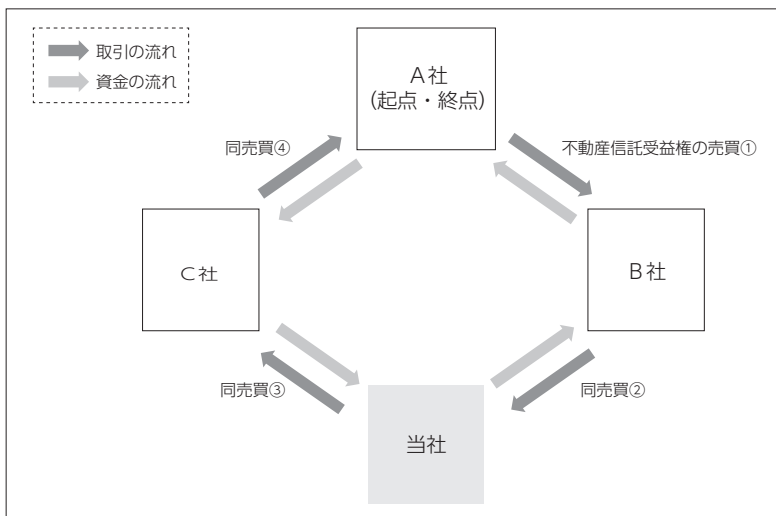 取引の流れ
資金の流れ
A社
(起点・終点)
同売買④
不動産信託受益権の売買①
C社
B社
同売買③
同売買②
当社